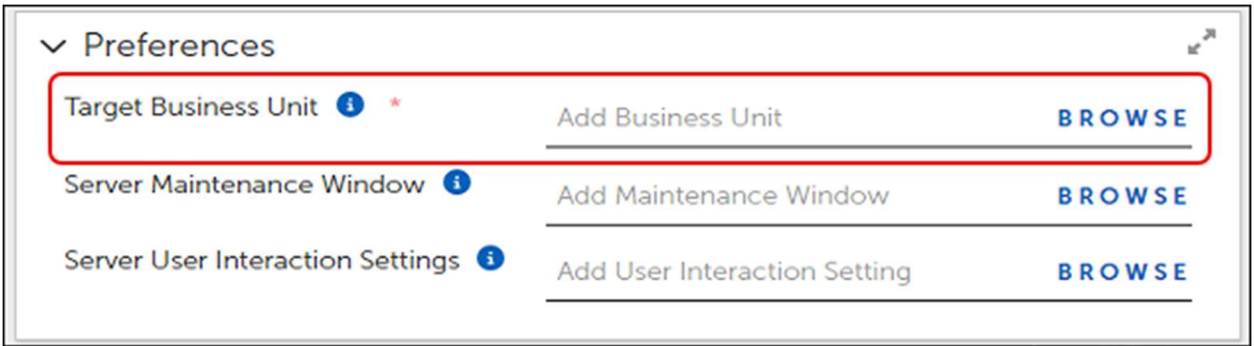 Preferences
Target Business Unit * Add Business Unit BROWSE
Server Maintenance Window Add Maintenance Window BROWSE
Server User Interaction Settings Add User Interaction Setting BROWSE